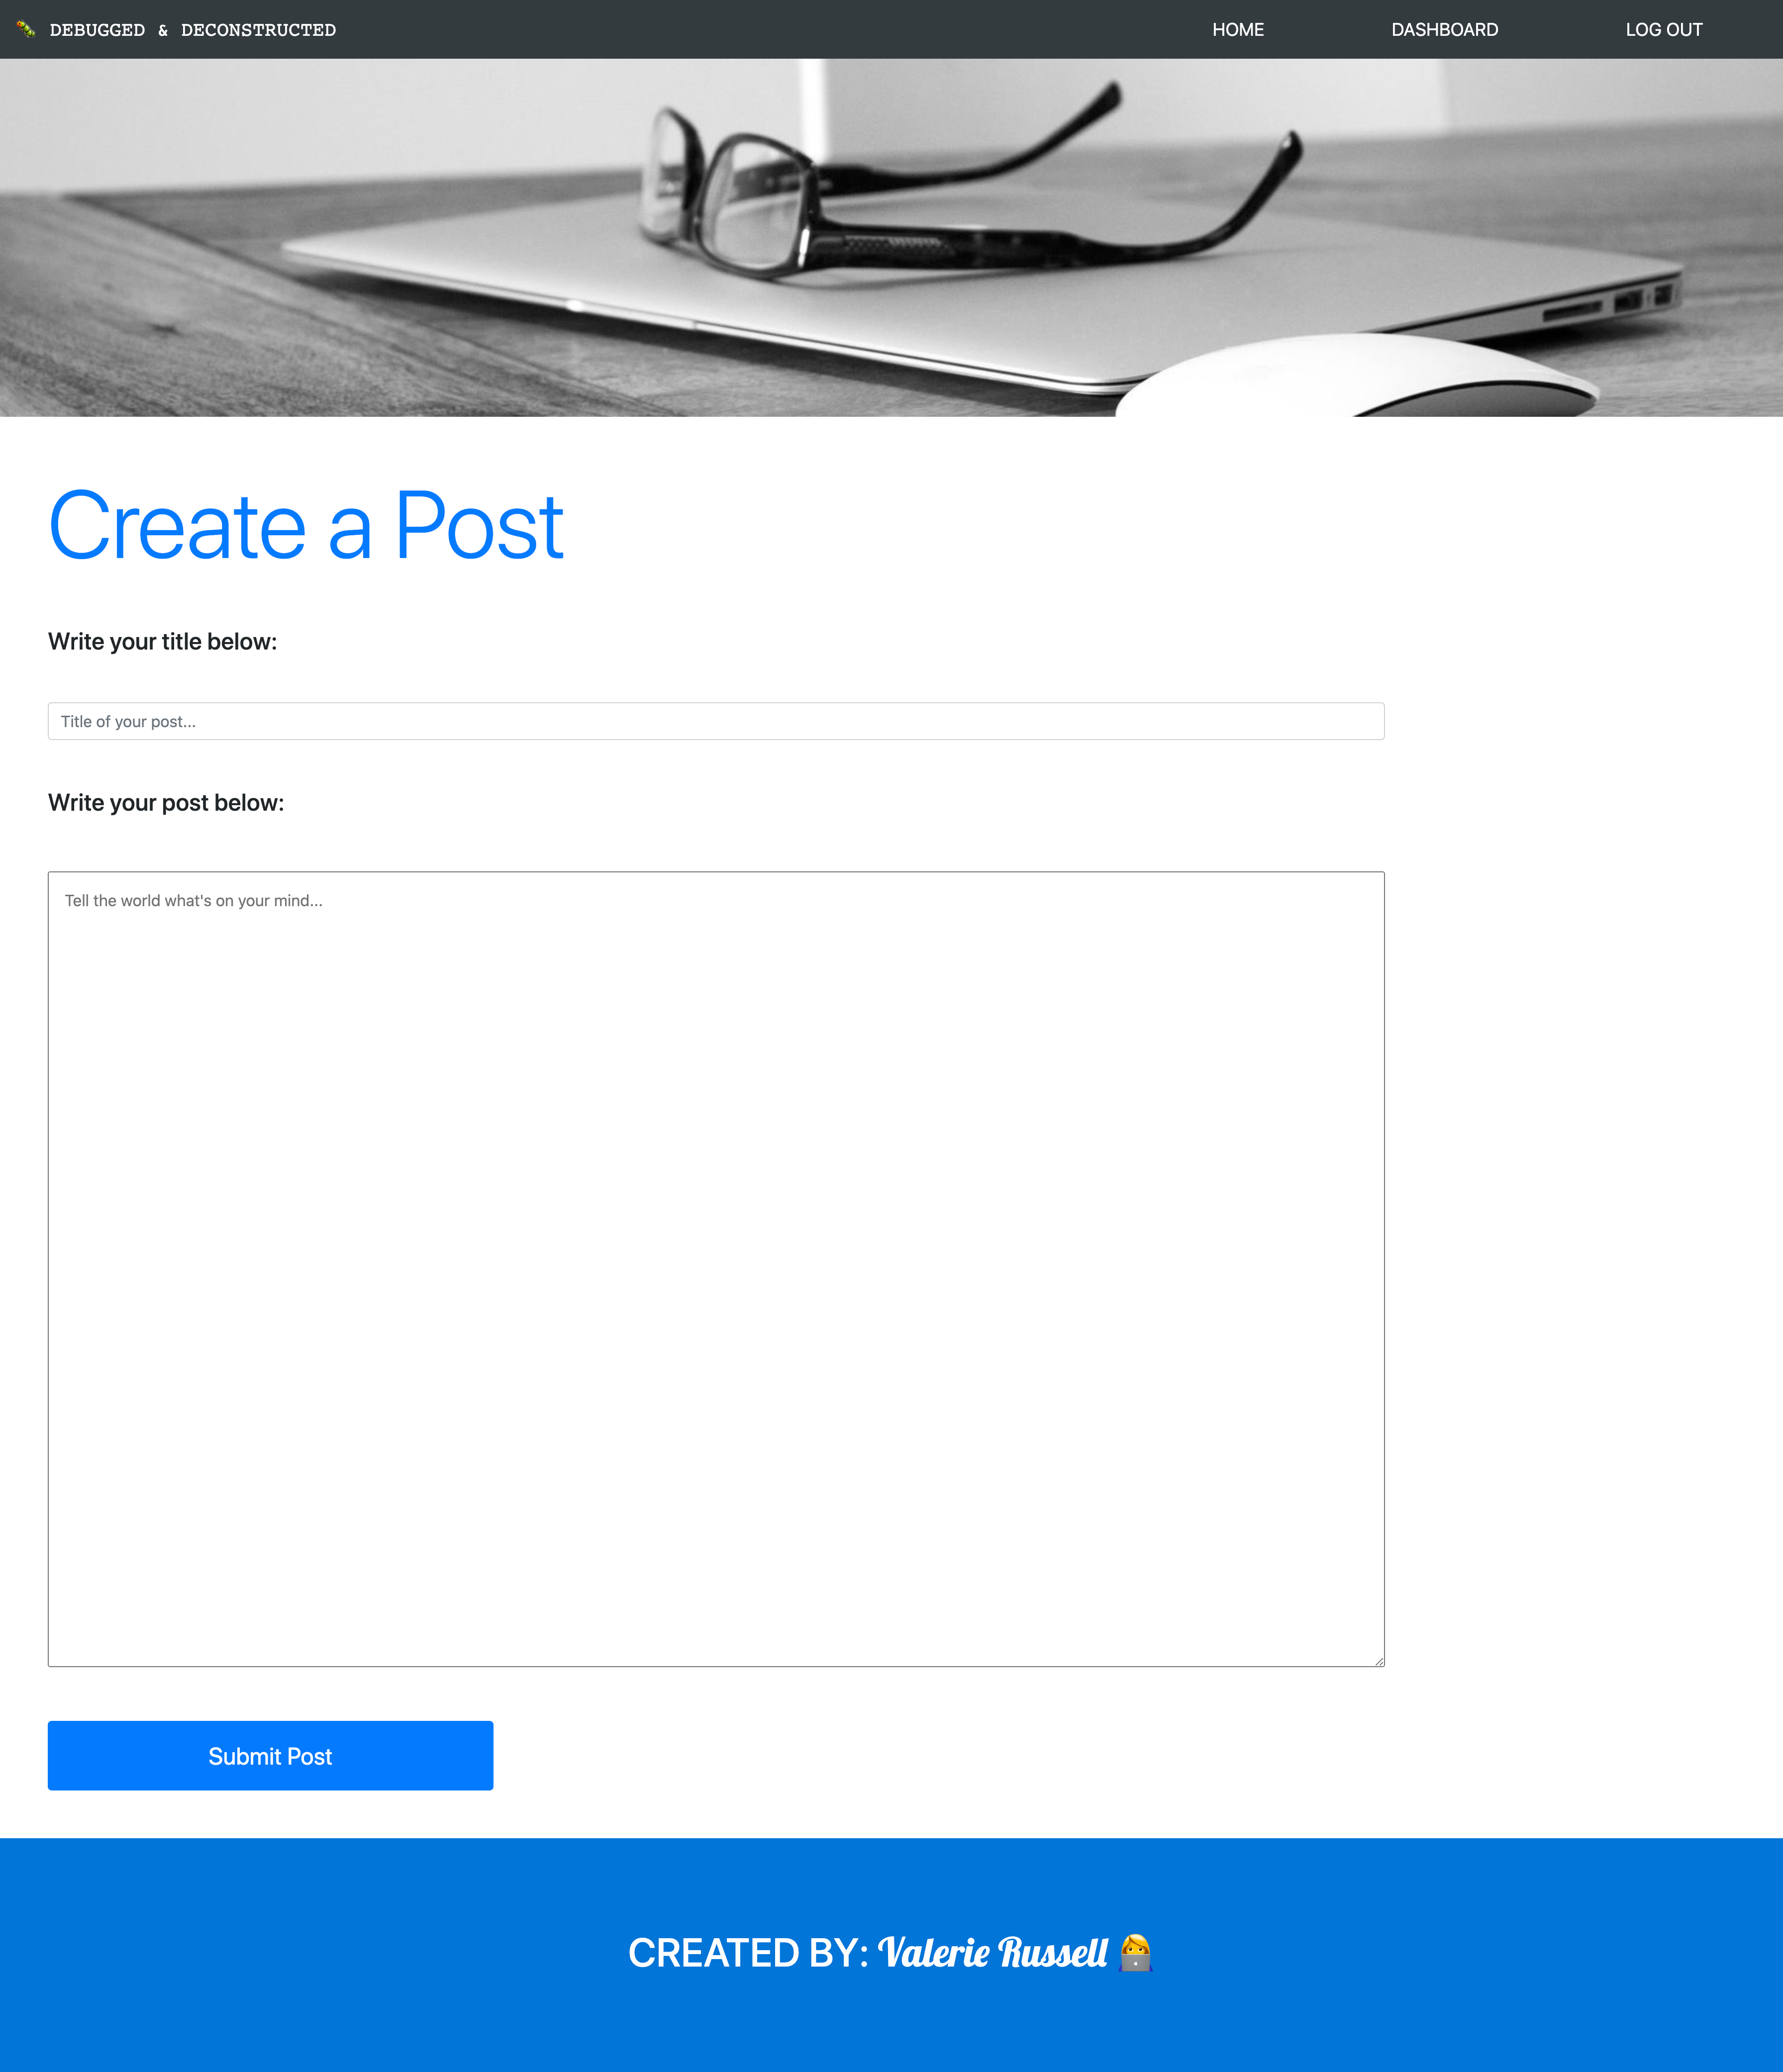 🐛 DEBUGGED & DECONSTRUCTED
HOME
DASHBOARD
LOG OUT
Create a Post
Write your title below:
Title of your post...
Write your post below:
Tell the world what's on your mind...
Submit Post
CREATED BY: Valerie Russell 👩‍💻